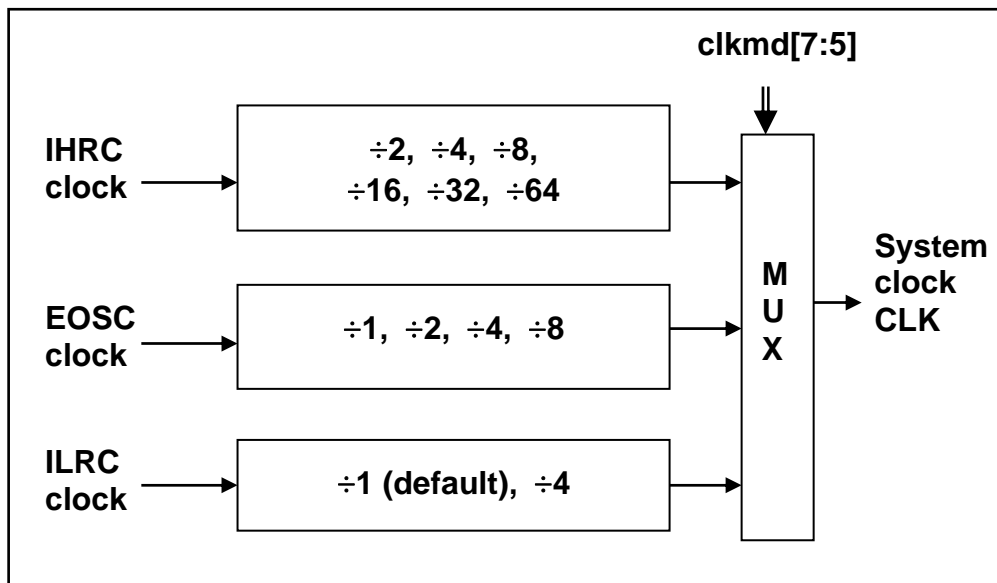 clkmd[7:5]
IHRC
clock
÷2, ÷4, ÷8,
÷16, ÷32, ÷64
EOSC
clock
÷1, ÷2, ÷4, ÷8
ILRC
clock
÷1 (default), ÷4
M
U
X
System
clock
CLK